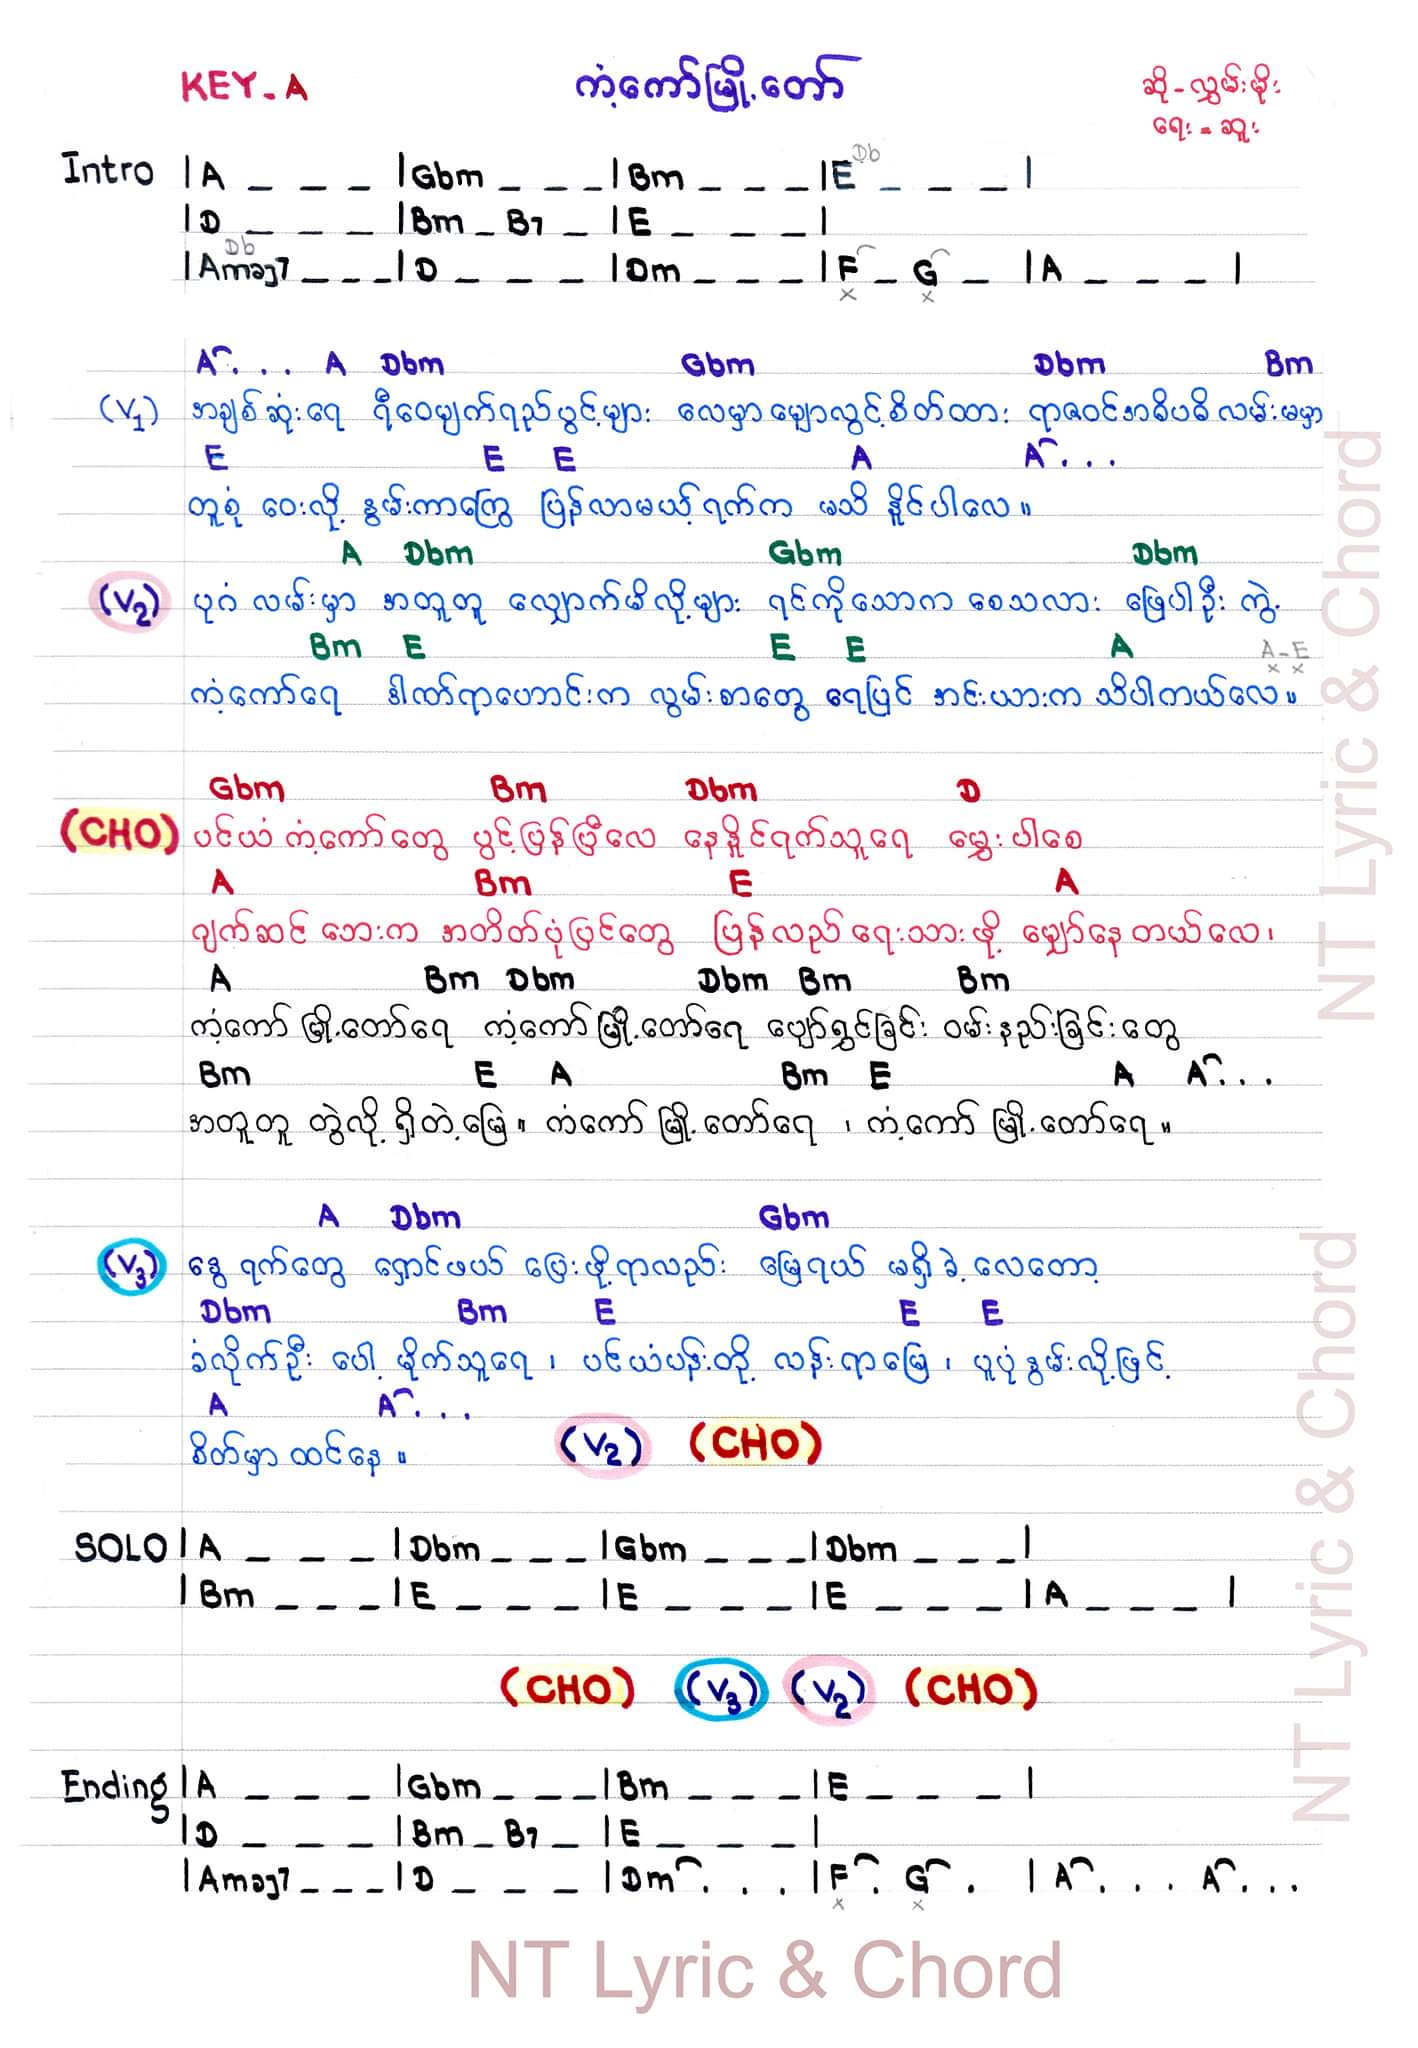 KEY - A
ကံ့ကော်မြို့တော်
ဆို - လွှမ်းမိုး
ရေး = ဆူး
Intro |A _ _ _ |Gbm _ _ _ |Bm _ _ _ |E Db _ _ _ |
|D _ _ _ |Bm _ B7 _ |E _ _ _ |
|Amaj7 Db _ _ _ |D _ _ _ |Dm _ _ _ |F _ G _ |A _ _ _ |
x x
A... A Dbm Gbm Dbm Bm
(V1) အချစ်ဆုံးရေ ရီဝေမျက်ရည်ပွင့်များ လေမှာမျောလွင့်စိတ်ထား ရာဇဝင်အဓိပတိလမ်းမမှာ
E E E A A...
တူစုံ ဝေးလို့ နွမ်းကာကြွေ ပြန်လာမယ့်ရက်က မသိ နိုင်ပါလေ။
A Dbm Gbm Dbm
(V2) ပုဂံ လမ်းမှာ အတူတူ လျှောက်မိလို့များ ရင်ကိုသောက စေသလား ဖြေပါဦး ကွဲ့
Bm E E E A A-E
x x
ကံ့ကော်ရေ ဒါဏ်ရာဟောင်းက လွမ်းစာတွေ ရေပြင် အင်းယားက သိပါတယ်လေ။
Gbm Bm Dbm D
(CHO) ပင်ယံ ကံ့ကော်တွေ ပွင့်ပြန်ပြီလေ နေနိုင်ရက်သူရေ မွှေးပါစေ
A Bm E A
ဂျက်ဆင် ဘေးက အတိတ်ပုံပြင်တွေ ပြန်လည်ရေးသားဖို့ မျှော်နေတယ်လေ၊
A Bm Dbm Dbm Bm Bm
ကံ့ကော် မြို့တော်ရေ ကံ့ကော် မြို့တော်ရေ ပျော်ရွှင်ခြင်း ဝမ်းနည်းခြင်းတွေ
Bm E A Bm E A A...
အတူတူ တွဲလို့ ရှိတဲ့မြေ။ ကံကော် မြို့တော်ရေ ၊ ကံ့ကော် မြို့တော်ရေ။
A Dbm Gbm
(V3) နွေ ရက်တွေ ရှောင်ဖယ် ပြေးဖို့ရာလည်း မြေရယ် မရှိခဲ့ လေတော့
Dbm Bm E E E
ခံလိုက်ဦး ပေါ့ မိုက်သူရေ ၊ ပင်ယံပန်းတို့ လန်းရာမြေ ၊ ပူပုံနွမ်းလို့ဖြင့်
A A...
စိတ်မှာ ထင်နေ ။ (V2) (CHO)
SOLO |A _ _ _ |Dbm _ _ _ |Gbm _ _ _ |Dbm _ _ _ |
|Bm _ _ _ |E _ _ _ |E _ _ _ |E _ _ _ |A _ _ _ |
(CHO) (V3) (V2) (CHO)
Ending |A _ _ _ |Gbm _ _ _ |Bm _ _ _ |E _ _ _ |
|D _ _ _ |Bm _ B7 _ |E _ _ _ |
|Amaj7 _ _ _ |D _ _ _ |Dm... |F. G. |A... A...
x x
NT Lyric & Chord
NT Lyric & Chord
NT Lyric & Chord